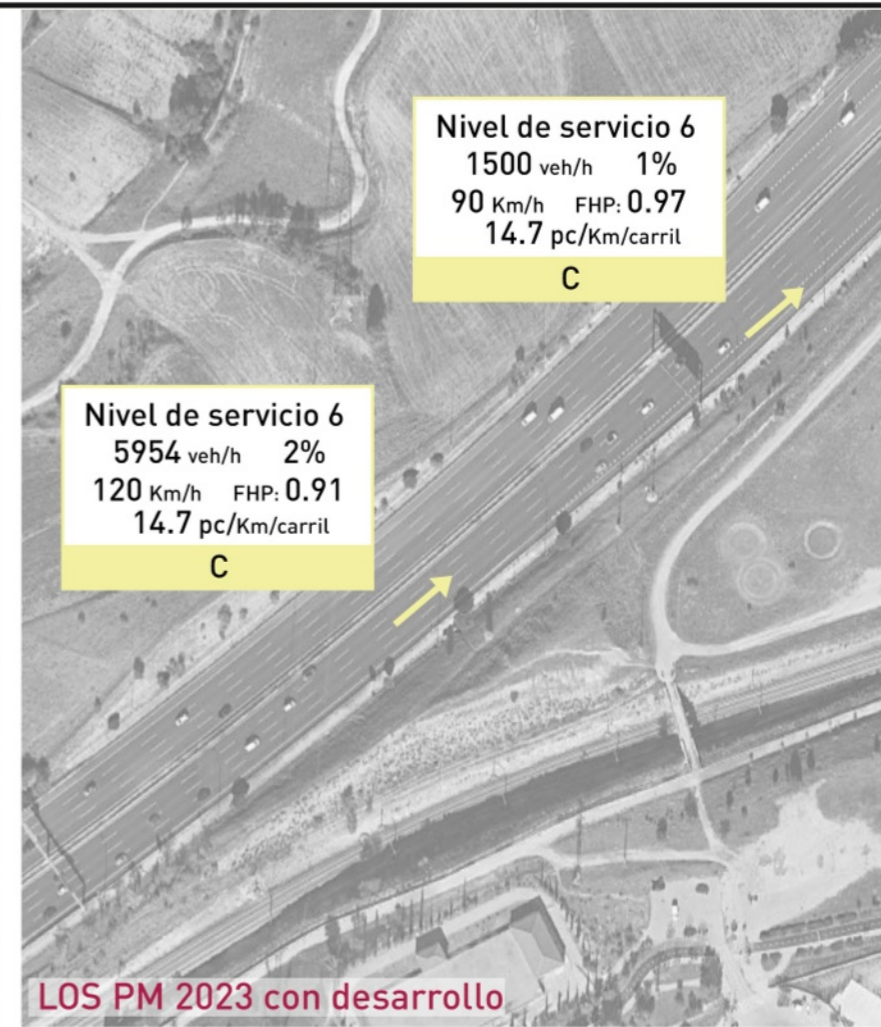 Nivel de servicio 6
1500 veh/h 1%
90 Km/h FHP: 0.97
14.7 pc/Km/carril
C
Nivel de servicio 6
5954 veh/h 2%
120 Km/h FHP: 0.91
14.7 pc/Km/carril
C
LOS PM 2023 con desarrollo